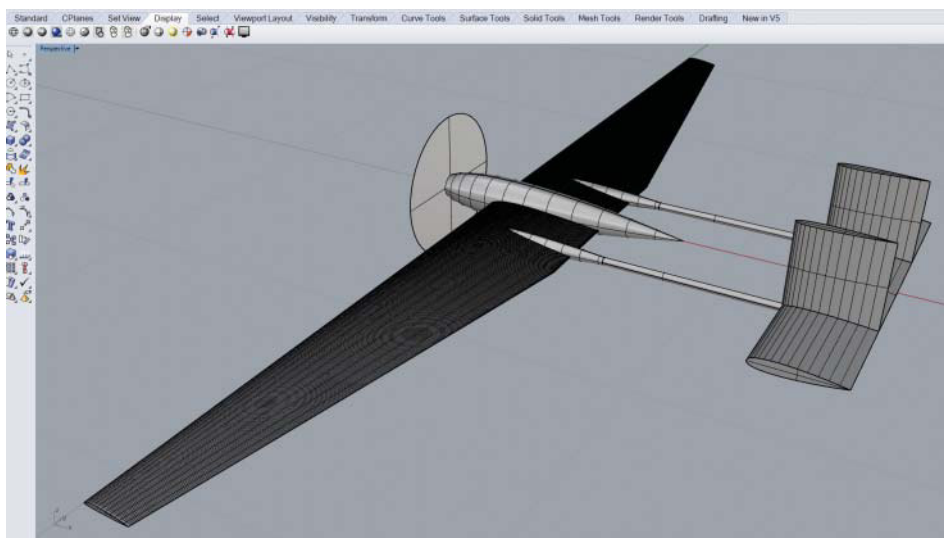 Standard CPlanes Set View Display Select Viewport Layout Visibility Transform Curve Tools Surface Tools Solid Tools Mesh Tools Render Tools Drafting New in V5
Perspective